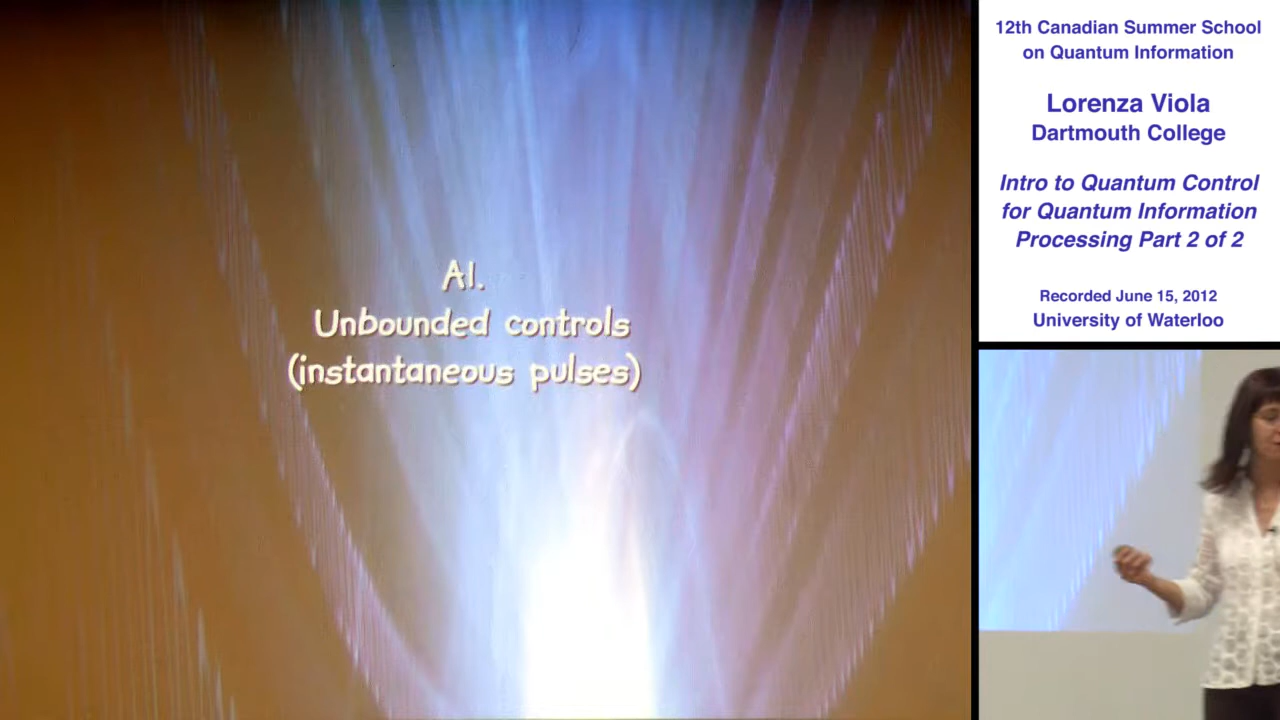 A1.
Unbounded controls
(instantaneous pulses)
12th Canadian Summer School
on Quantum Information
Lorenza Viola
Dartmouth College
Intro to Quantum Control
for Quantum Information
Processing Part 2 of 2
Recorded June 15, 2012
University of Waterloo